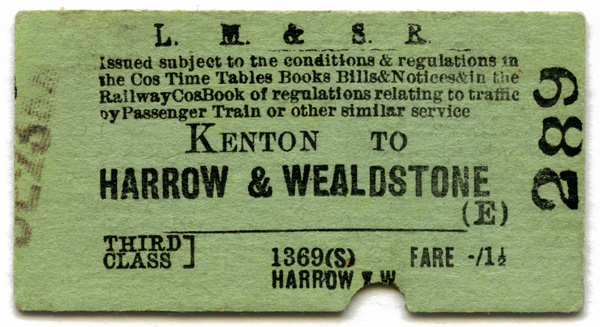 L. M. & S. R.
Issued subject to the conditions & regulations in
the Cos Time Tables Books Bills&Notices&in the
RailwayCosBook of regulations relating to traffic
by Passenger Train or other similar service
KENTON TO
HARROW & WEALDSTONE
(E)
THIRD
CLASS]
1369(S) FARE -/1½
HARROW & W
289